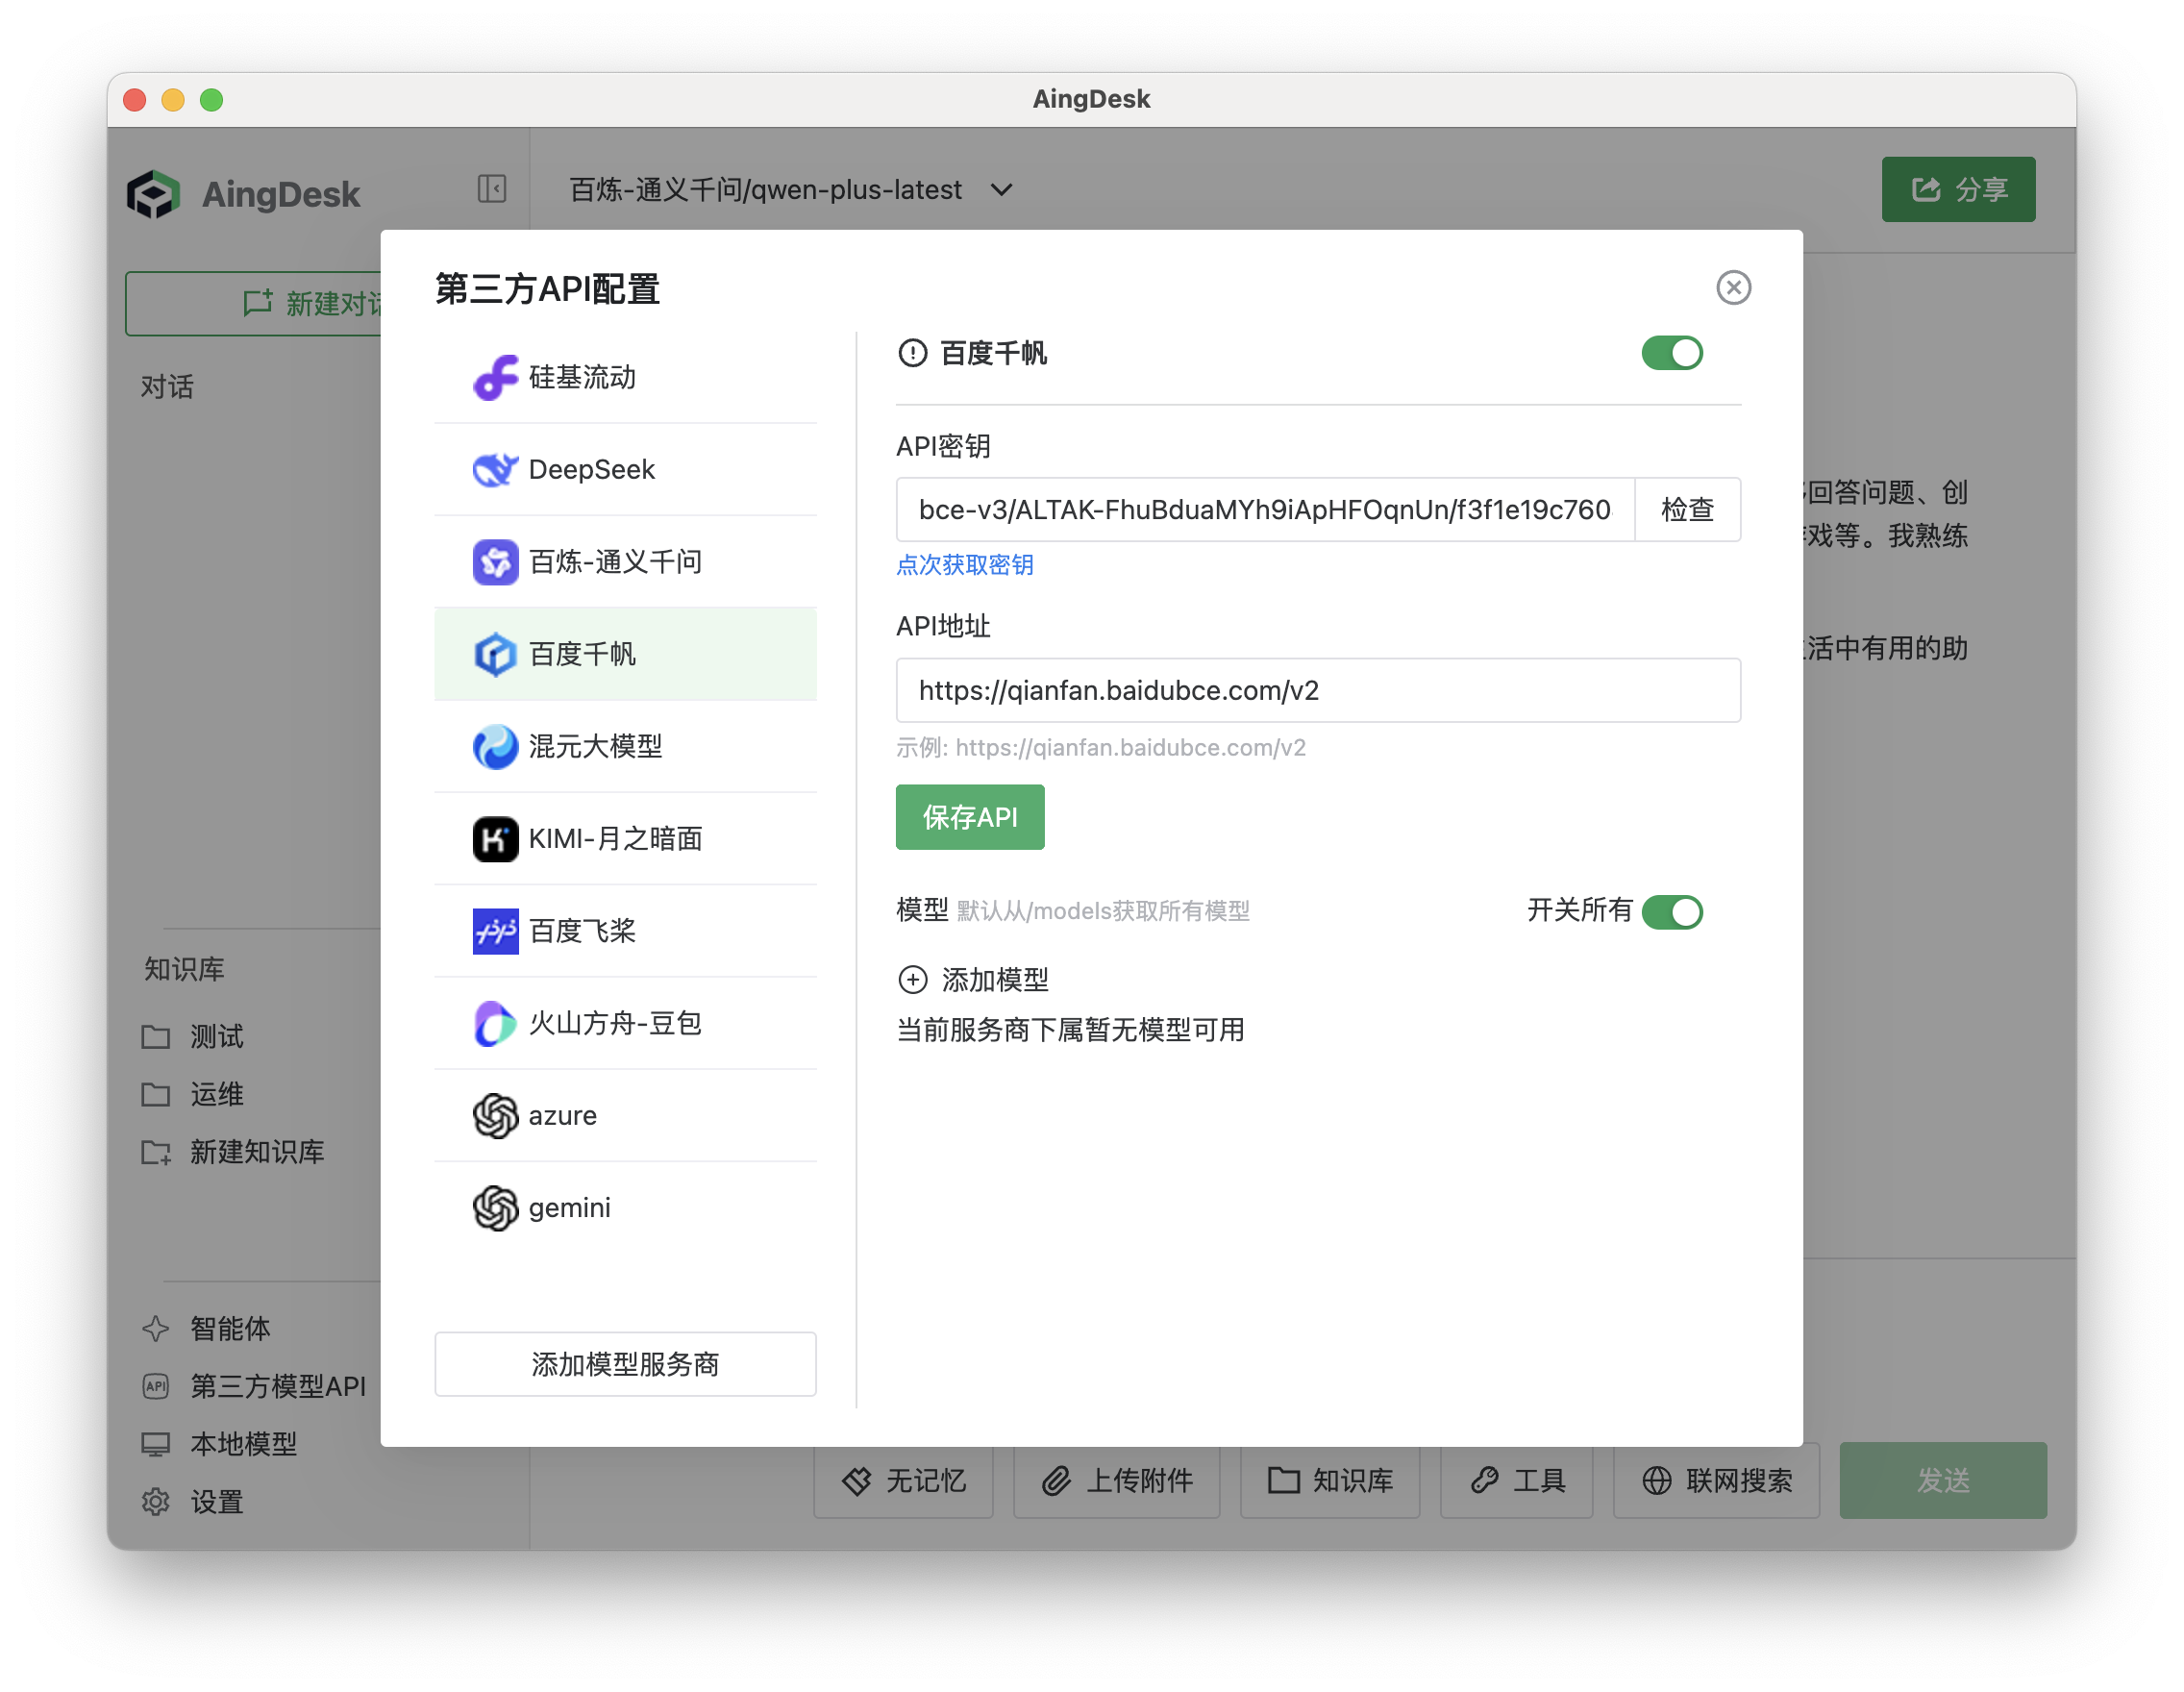 AingDesk
AingDesk
百炼-通义千问/qwen-plus-latest
分享
新建对话
对话
知识库
测试
运维
新建知识库
智能体
API
第三方模型API
本地模型
设置
第三方API配置
硅基流动
DeepSeek
百炼-通义千问
百度千帆
混元大模型
KIMI-月之暗面
百度飞桨
火山方舟-豆包
azure
gemini
添加模型服务商
百度千帆
API密钥
bce-v3/ALTAK-FhuBduaMYh9iApHFOqnUn/f3f1e19c760
检查
点次获取密钥
API地址
https://qianfan.baidubce.com/v2
示例: https://qianfan.baidubce.com/v2
保存API
模型 默认从/models获取所有模型
开关所有
添加模型
当前服务商下属暂无模型可用
回答问题、创
戏等。我熟练
活中有用的助
无记忆
上传附件
知识库
工具
联网搜索
发送